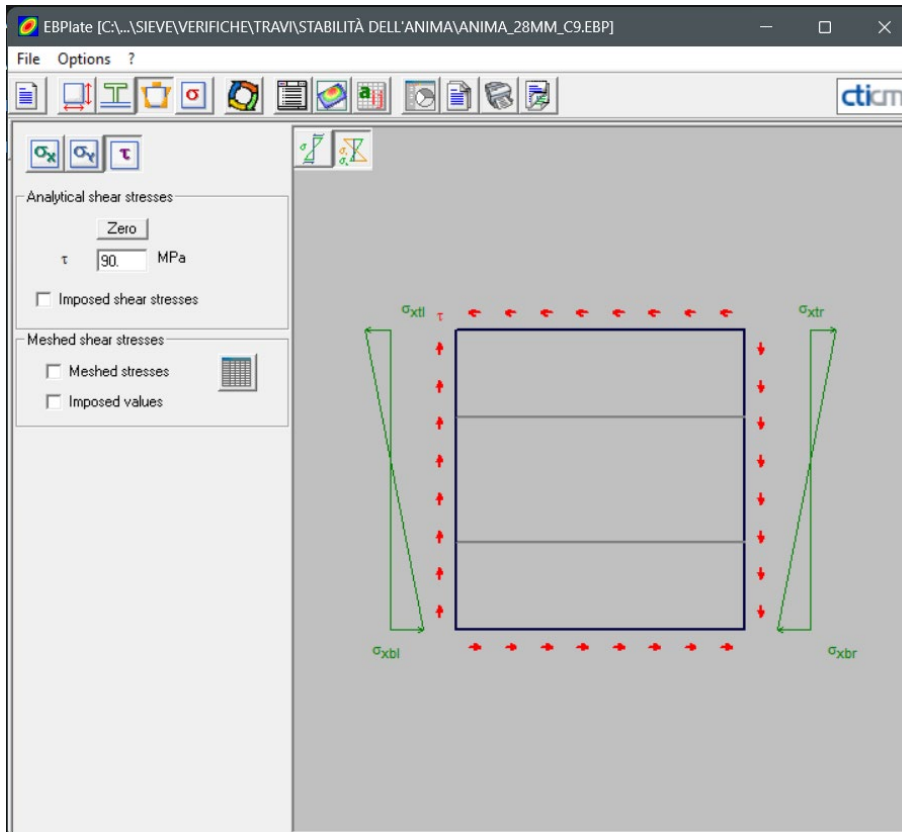 EBPlate [C:\...\SIEVE\VERIFICHE\TRAVI\STABILITÀ DELL'ANIMA\ANIMA_28MM_C9.EBP]
File Options ?
σ
a
cticm
σx σY τ
Analytical shear stresses
Zero
τ 90. MPa
Imposed shear stresses
Meshed shear stresses
Meshed stresses
Imposed values
σxtl τ σxtr
σxbl σxbr